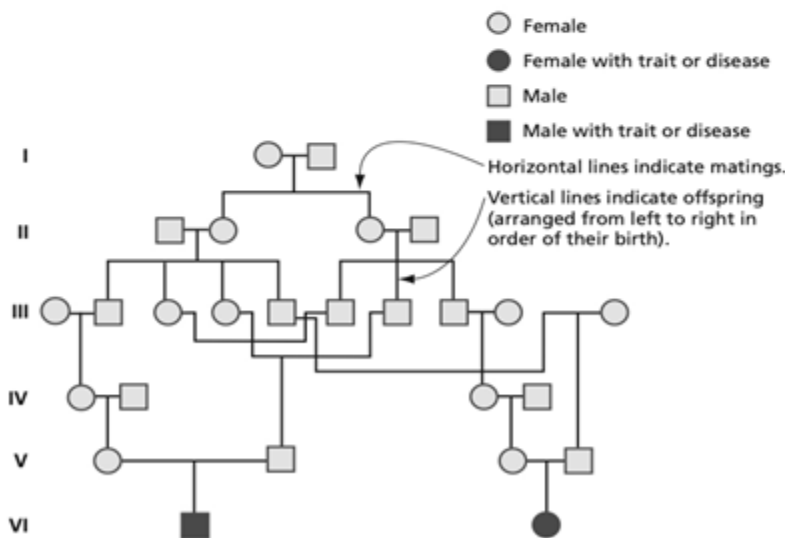 Female
Female with trait or disease
Male
Male with trait or disease
I
Horizontal lines indicate matings.
Vertical lines indicate offspring
(arranged from left to right in
order of their birth).
II
III
IV
V
VI